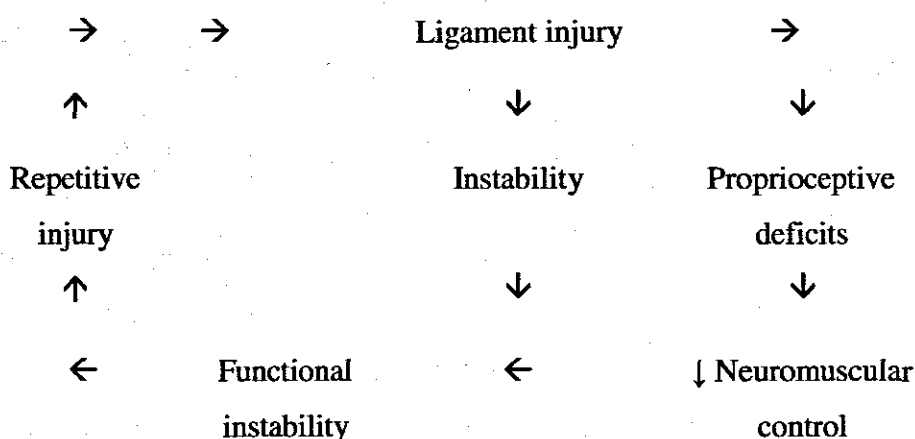 → → Ligament injury →
↑ ↓ ↓
Repetitive Instability Proprioceptive
injury deficits
↑ ↓ ↓
← Functional ← ↓ Neuromuscular
instability control